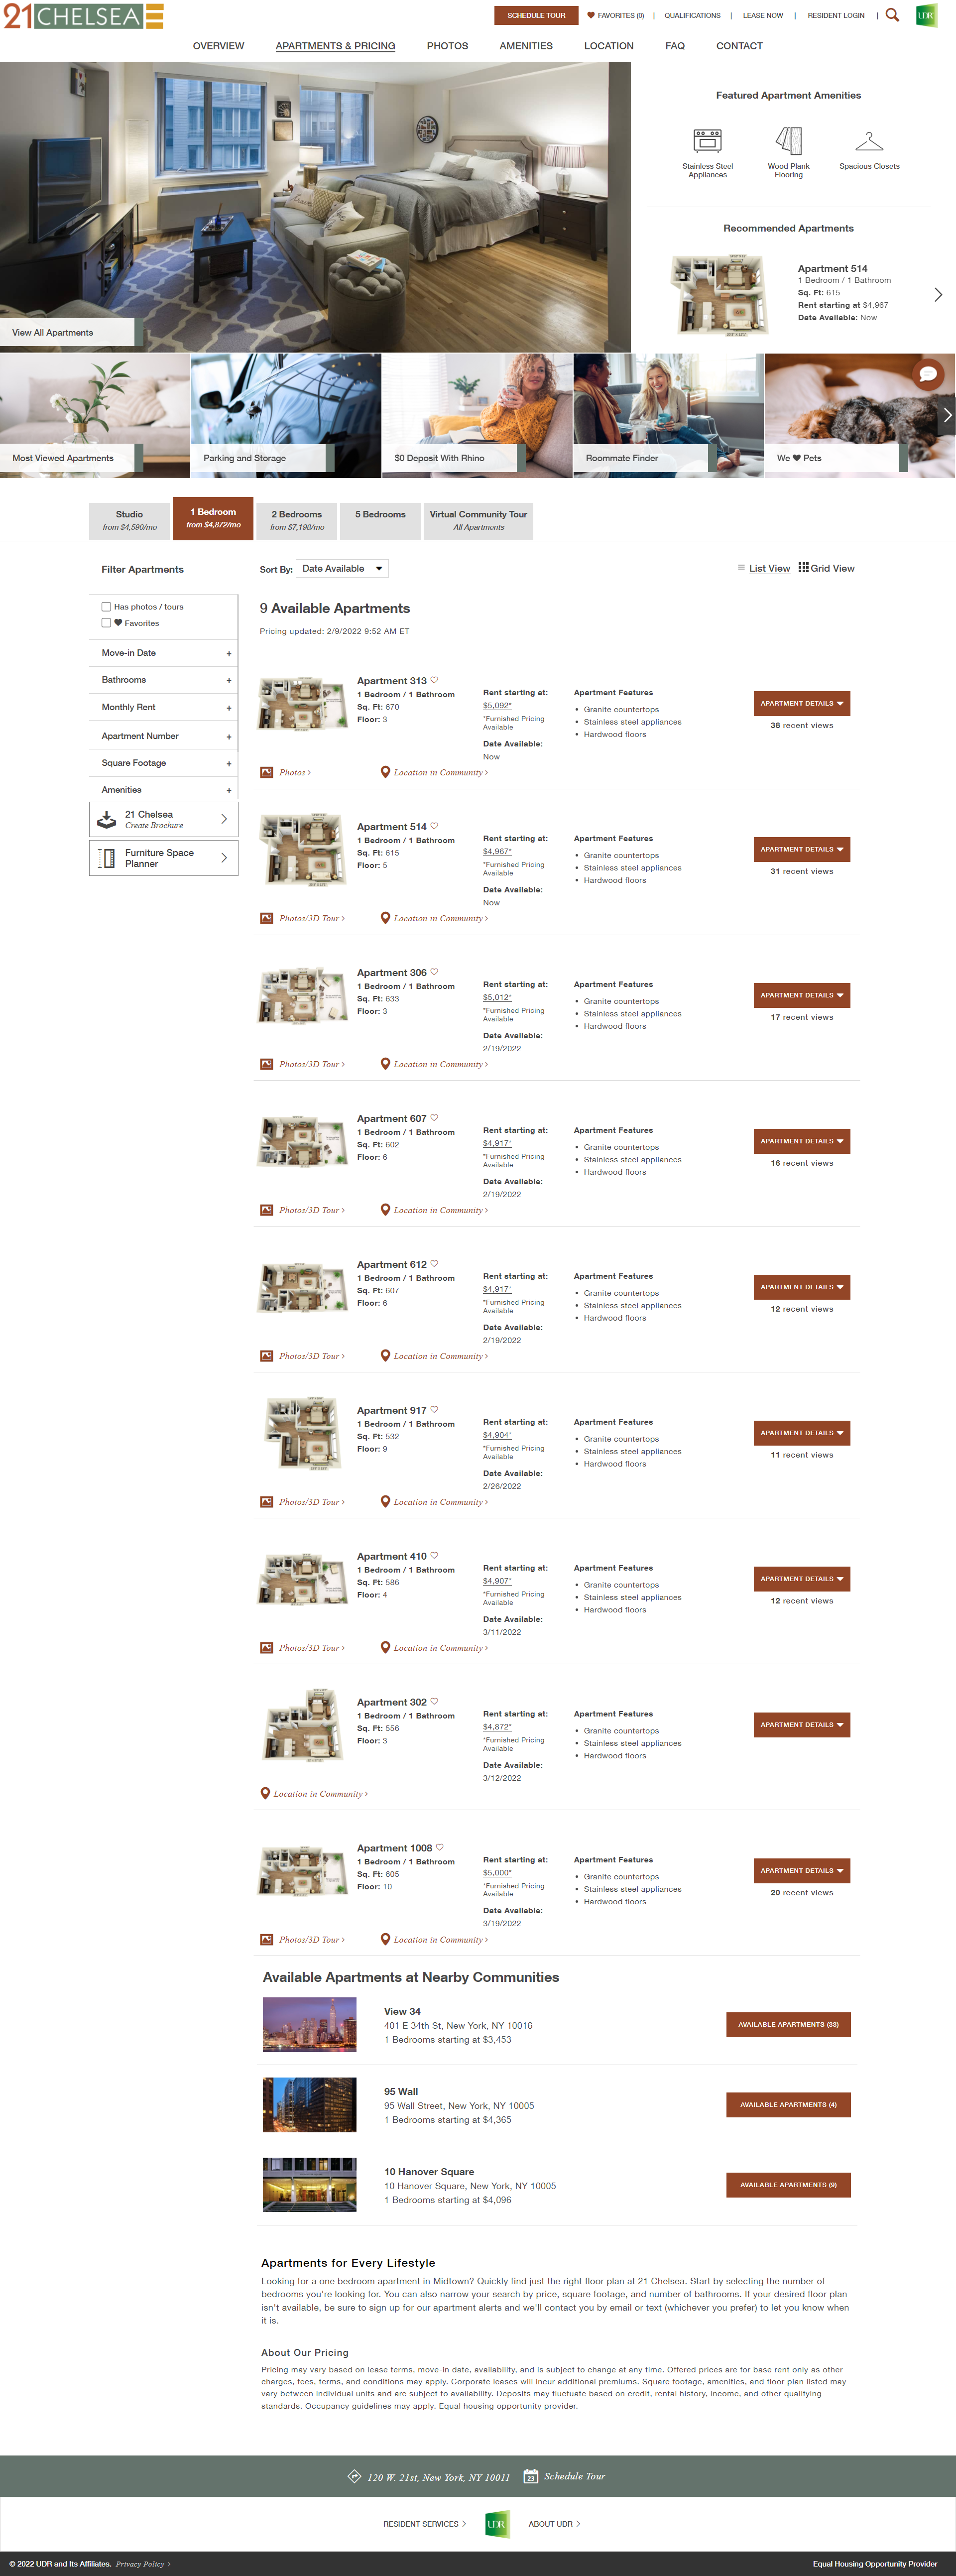 21 CHELSEA
SCHEDULE TOUR
FAVORITES (0) | QUALIFICATIONS | LEASE NOW | RESIDENT LOGIN |
UDR
OVERVIEW APARTMENTS & PRICING PHOTOS AMENITIES LOCATION FAQ CONTACT
View All Apartments
Featured Apartment Amenities
Stainless Steel
Appliances
Wood Plank
Flooring
Spacious Closets
Recommended Apartments
Apartment 514
1 Bedroom / 1 Bathroom
Sq. Ft: 615
Rent starting at $4,967
Date Available: Now
Most Viewed Apartments
Parking and Storage
$0 Deposit With Rhino
Roommate Finder
We ♥ Pets
Studio
from $4,590/mo
1 Bedroom
from $4,872/mo
2 Bedrooms
from $7,198/mo
5 Bedrooms
Virtual Community Tour
All Apartments
Filter Apartments
Has photos / tours
Favorites
Move-in Date +
Bathrooms +
Monthly Rent +
Apartment Number +
Square Footage +
Amenities +
21 Chelsea
Create Brochure
Furniture Space
Planner
Sort By: Date Available
List View Grid View
9 Available Apartments
Pricing updated: 2/9/2022 9:52 AM ET
Apartment 313
1 Bedroom / 1 Bathroom
Sq. Ft: 670
Floor: 3
Rent starting at:
$5,092*
*Furnished Pricing
Available
Date Available:
Now
Apartment Features
• Granite countertops
• Stainless steel appliances
• Hardwood floors
APARTMENT DETAILS
38 recent views
Photos >
Location in Community >
Apartment 514
1 Bedroom / 1 Bathroom
Sq. Ft: 615
Floor: 5
Rent starting at:
$4,967*
*Furnished Pricing
Available
Date Available:
Now
Apartment Features
• Granite countertops
• Stainless steel appliances
• Hardwood floors
APARTMENT DETAILS
31 recent views
Photos/3D Tour >
Location in Community >
Apartment 306
1 Bedroom / 1 Bathroom
Sq. Ft: 633
Floor: 3
Rent starting at:
$5,012*
*Furnished Pricing
Available
Date Available:
2/19/2022
Apartment Features
• Granite countertops
• Stainless steel appliances
• Hardwood floors
APARTMENT DETAILS
17 recent views
Photos/3D Tour >
Location in Community >
Apartment 607
1 Bedroom / 1 Bathroom
Sq. Ft: 602
Floor: 6
Rent starting at:
$4,917*
*Furnished Pricing
Available
Date Available:
2/19/2022
Apartment Features
• Granite countertops
• Stainless steel appliances
• Hardwood floors
APARTMENT DETAILS
16 recent views
Photos/3D Tour >
Location in Community >
Apartment 612
1 Bedroom / 1 Bathroom
Sq. Ft: 607
Floor: 6
Rent starting at:
$4,917*
*Furnished Pricing
Available
Date Available:
2/19/2022
Apartment Features
• Granite countertops
• Stainless steel appliances
• Hardwood floors
APARTMENT DETAILS
12 recent views
Photos/3D Tour >
Location in Community >
Apartment 917
1 Bedroom / 1 Bathroom
Sq. Ft: 532
Floor: 9
Rent starting at:
$4,904*
*Furnished Pricing
Available
Date Available:
2/26/2022
Apartment Features
• Granite countertops
• Stainless steel appliances
• Hardwood floors
APARTMENT DETAILS
11 recent views
Photos/3D Tour >
Location in Community >
Apartment 410
1 Bedroom / 1 Bathroom
Sq. Ft: 586
Floor: 4
Rent starting at:
$4,907*
*Furnished Pricing
Available
Date Available:
3/11/2022
Apartment Features
• Granite countertops
• Stainless steel appliances
• Hardwood floors
APARTMENT DETAILS
12 recent views
Photos/3D Tour >
Location in Community >
Apartment 302
1 Bedroom / 1 Bathroom
Sq. Ft: 556
Floor: 3
Rent starting at:
$4,872*
*Furnished Pricing
Available
Date Available:
3/12/2022
Apartment Features
• Granite countertops
• Stainless steel appliances
• Hardwood floors
APARTMENT DETAILS
Location in Community >
Apartment 1008
1 Bedroom / 1 Bathroom
Sq. Ft: 605
Floor: 10
Rent starting at:
$5,000*
*Furnished Pricing
Available
Date Available:
3/19/2022
Apartment Features
• Granite countertops
• Stainless steel appliances
• Hardwood floors
APARTMENT DETAILS
20 recent views
Photos/3D Tour >
Location in Community >
Available Apartments at Nearby Communities
View 34
401 E 34th St, New York, NY 10016
1 Bedrooms starting at $3,453
AVAILABLE APARTMENTS (33)
95 Wall
95 Wall Street, New York, NY 10005
1 Bedrooms starting at $4,365
AVAILABLE APARTMENTS (4)
10 Hanover Square
10 Hanover Square, New York, NY 10005
1 Bedrooms starting at $4,096
AVAILABLE APARTMENTS (9)
Apartments for Every Lifestyle
Looking for a one bedroom apartment in Midtown? Quickly find just the right floor plan at 21 Chelsea. Start by selecting the number of
bedrooms you're looking for. You can also narrow your search by price, square footage, and number of bathrooms. If your desired floor plan
isn't available, be sure to sign up for our apartment alerts and we'll contact you by email or text (whichever you prefer) to let you know when
it is.
About Our Pricing
Pricing may vary based on lease terms, move-in date, availability, and is subject to change at any time. Offered prices are for base rent only as other
charges, fees, terms, and conditions may apply. Corporate leases will incur additional premiums. Square footage, amenities, and floor plan listed may
vary between individual units and are subject to availability. Deposits may fluctuate based on credit, rental history, income, and other qualifying
standards. Occupancy guidelines may apply. Equal housing opportunity provider.
120 W. 21st, New York, NY 10011
23 Schedule Tour
RESIDENT SERVICES >
UDR
ABOUT UDR >
© 2022 UDR and Its Affiliates. Privacy Policy >
Equal Housing Opportunity Provider